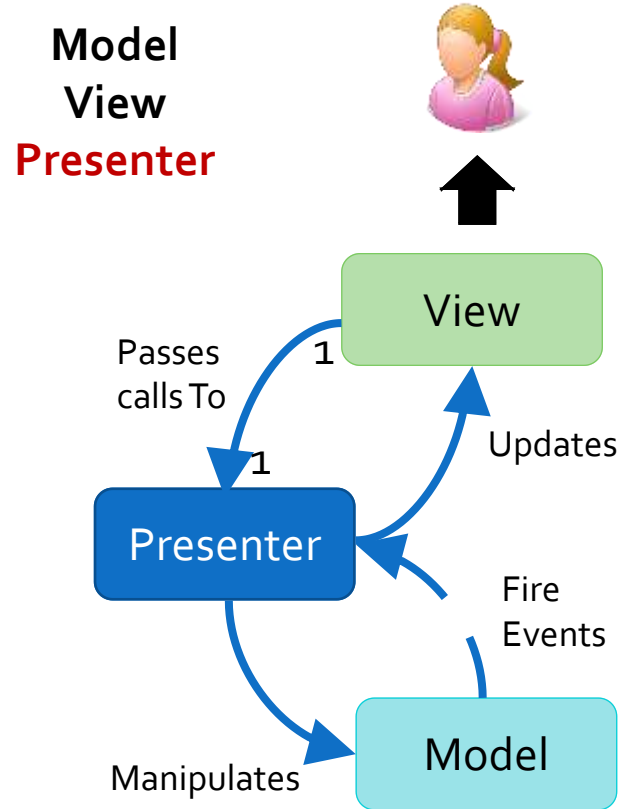 Model
View
Presenter
View
Passes
calls To
1
1
Updates
Presenter
Fire
Events
Manipulates
Model